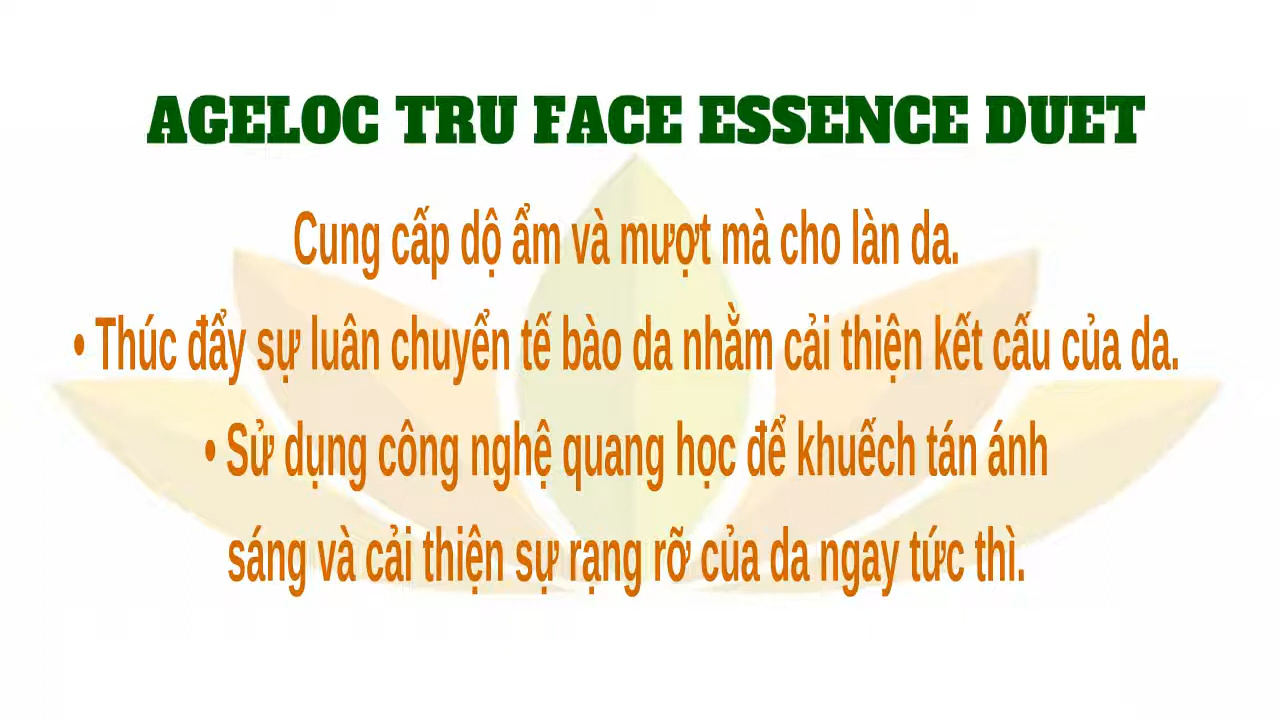 AGELOC TRU FACE ESSENCE DUET
Cung cấp dộ ẩm và mượt mà cho làn da.
• Thúc đẩy sự luân chuyển tế bào da nhằm cải thiện kết cấu của da.
• Sử dụng công nghệ quang học để khuếch tán ánh
sáng và cải thiện sự rạng rỡ của da ngay tức thì.